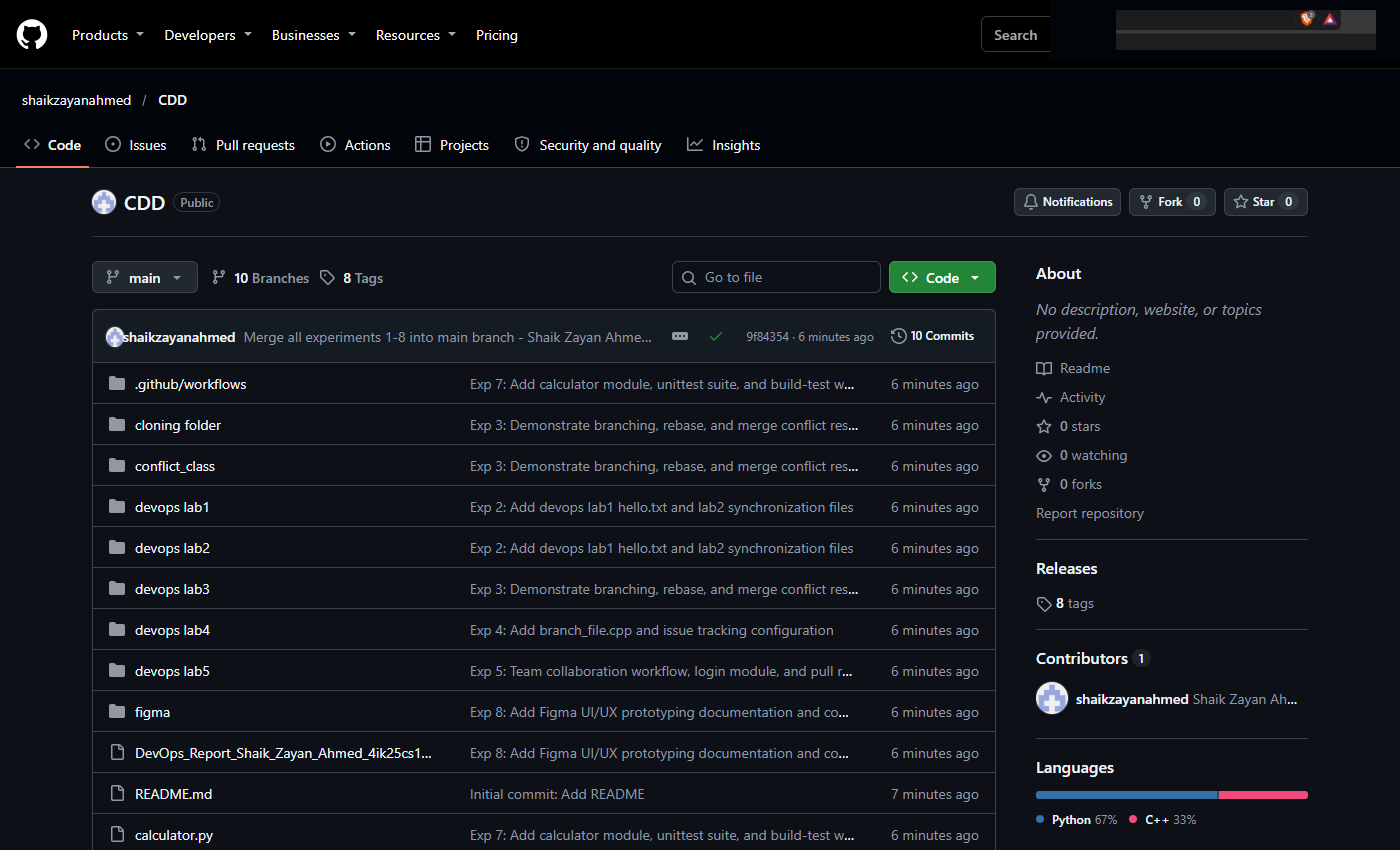 Products Developers Businesses Resources Pricing Search
shaikzayanahmed / CDD
Code Issues Pull requests Actions Projects Security and quality Insights
CDD Public Notifications Fork 0 Star 0
main 10 Branches 8 Tags Go to file Code
shaikzayanahmed Merge all experiments 1-8 into main branch - Shaik Zayan Ahme... 9f84354 · 6 minutes ago 10 Commits
.github/workflows Exp 7: Add calculator module, unittest suite, and build-test w... 6 minutes ago
cloning folder Exp 3: Demonstrate branching, rebase, and merge conflict res... 6 minutes ago
conflict_class Exp 3: Demonstrate branching, rebase, and merge conflict res... 6 minutes ago
devops lab1 Exp 2: Add devops lab1 hello.txt and lab2 synchronization files 6 minutes ago
devops lab2 Exp 2: Add devops lab1 hello.txt and lab2 synchronization files 6 minutes ago
devops lab3 Exp 3: Demonstrate branching, rebase, and merge conflict res... 6 minutes ago
devops lab4 Exp 4: Add branch_file.cpp and issue tracking configuration 6 minutes ago
devops lab5 Exp 5: Team collaboration workflow, login module, and pull r... 6 minutes ago
figma Exp 8: Add Figma UI/UX prototyping documentation and co... 6 minutes ago
DevOps_Report_Shaik_Zayan_Ahmed_4ik25cs1... Exp 8: Add Figma UI/UX prototyping documentation and co... 6 minutes ago
README.md Initial commit: Add README 7 minutes ago
calculator.py Exp 7: Add calculator module, unittest suite, and build-test w... 6 minutes ago
About
No description, website, or topics
provided.
Readme
Activity
0 stars
0 watching
0 forks
Report repository
Releases
8 tags
Contributors 1
shaikzayanahmed Shaik Zayan Ah...
Languages
Python 67% C++ 33%